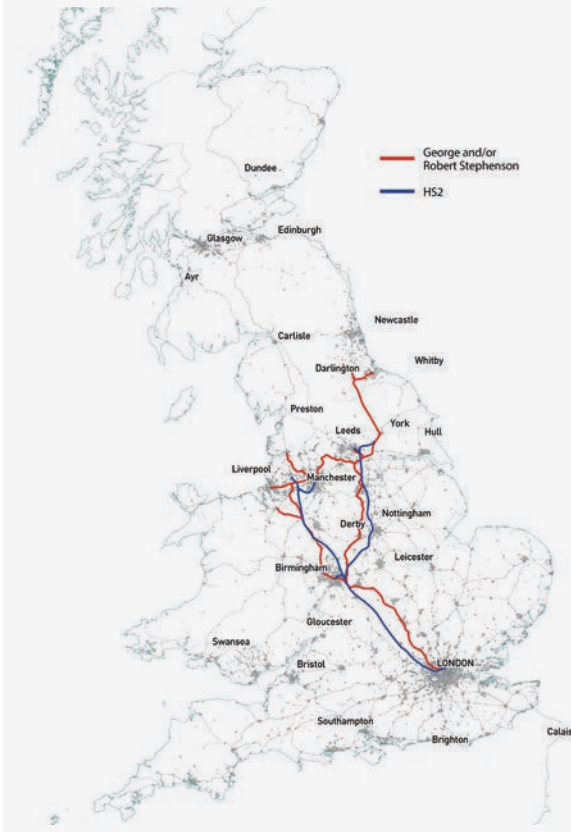 George and/or
Robert Stephenson
HS2
Dundee
Edinburgh
Glasgow
Ayr
Newcastle
Carlisle
Whitby
Darlington
Preston
York
Leeds
Hull
Liverpool
Manchester
Nottingham
Derby
Leicester
Birmingham
Gloucester
Swansea
LONDON
Bristol
Southampton
Calais
Brighton